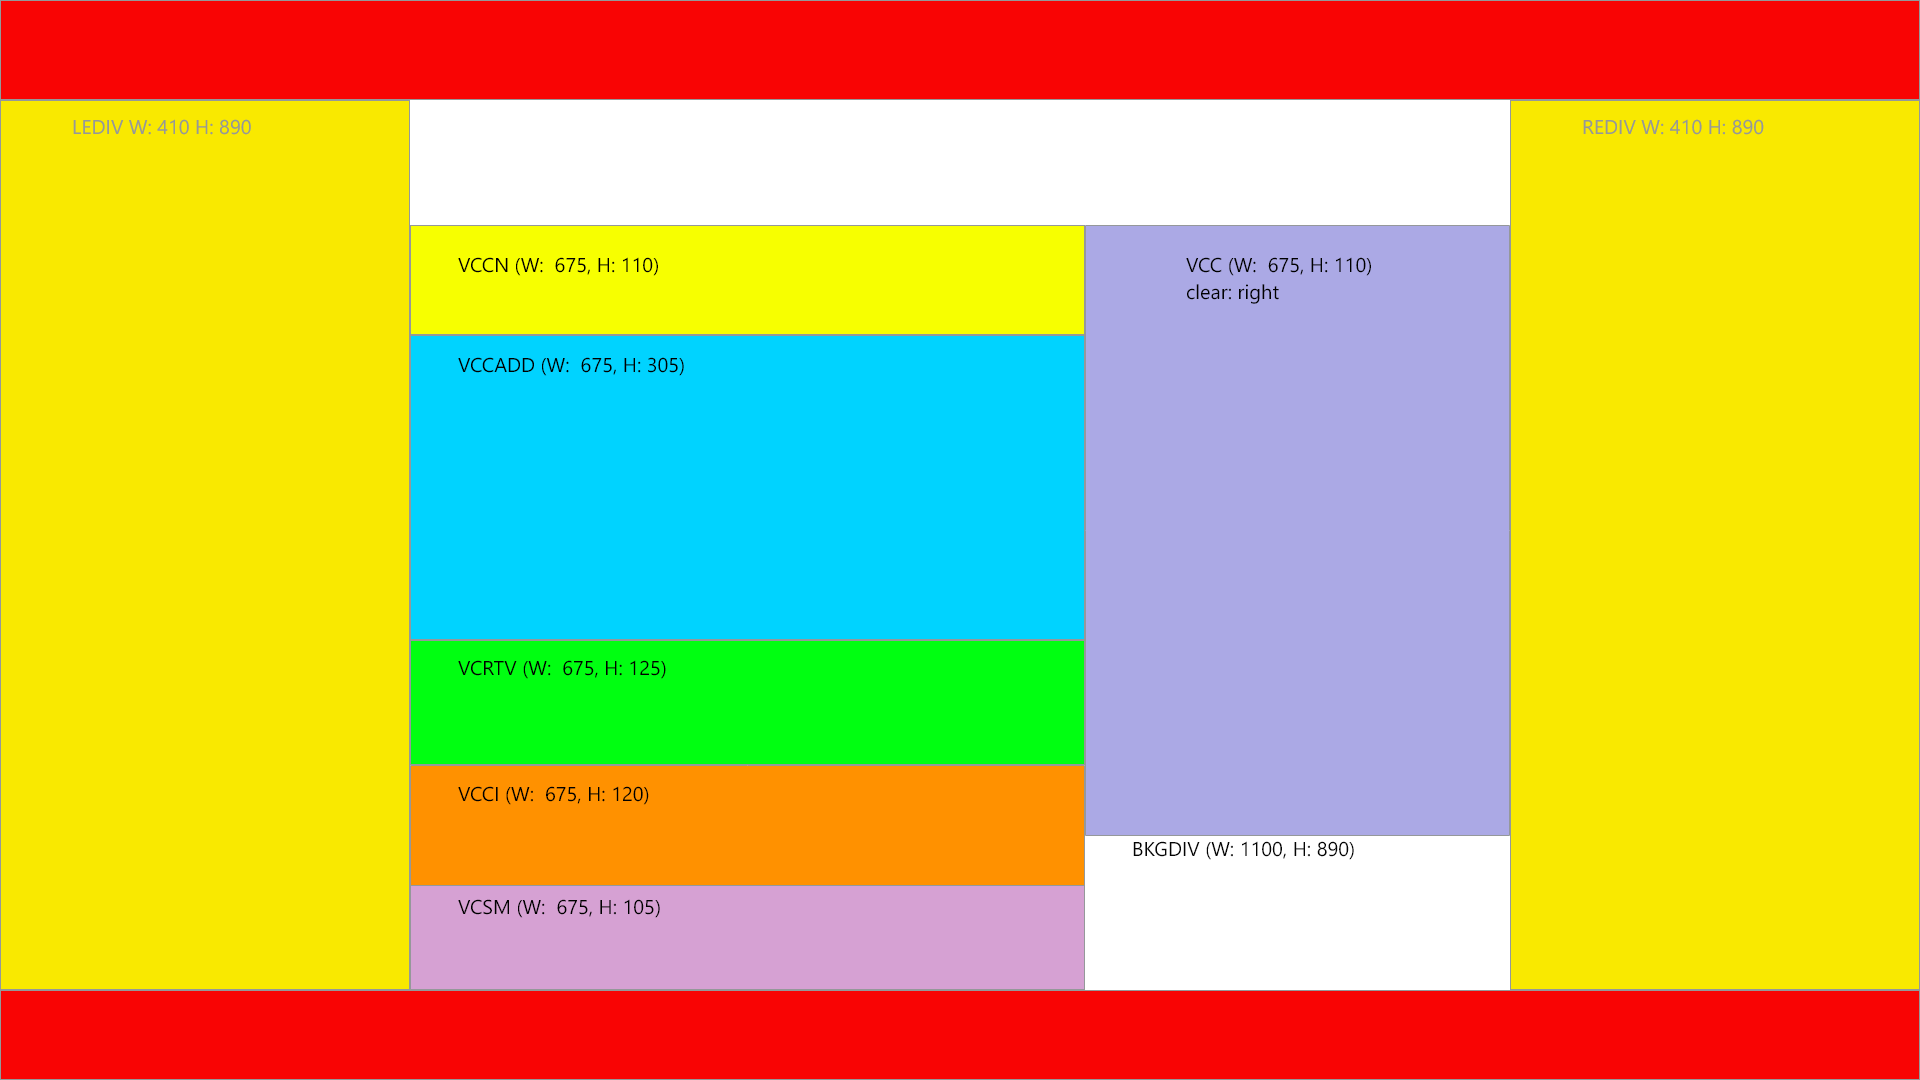 LEDIV W: 410 H: 890
REDIV W: 410 H: 890
VCCN (W:  675, H: 110)
VCC (W:  675, H: 110)
clear: right
VCCADD (W:  675, H: 305)
VCRTV (W:  675, H: 125)
VCCI (W:  675, H: 120)
BKGDIV (W: 1100, H: 890)
VCSM (W:  675, H: 105)